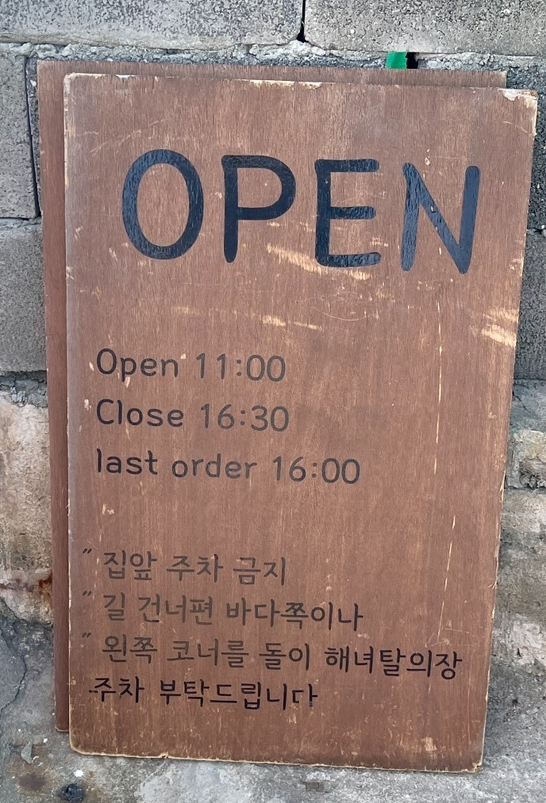 OPEN
Open 11:00
Close 16:30
last order 16:00
" 집앞 주차 금지
" 길 건너편 바다쪽이나
" 왼쪽 코너를 돌이 해녀탈의장
주차 부탁드립니다